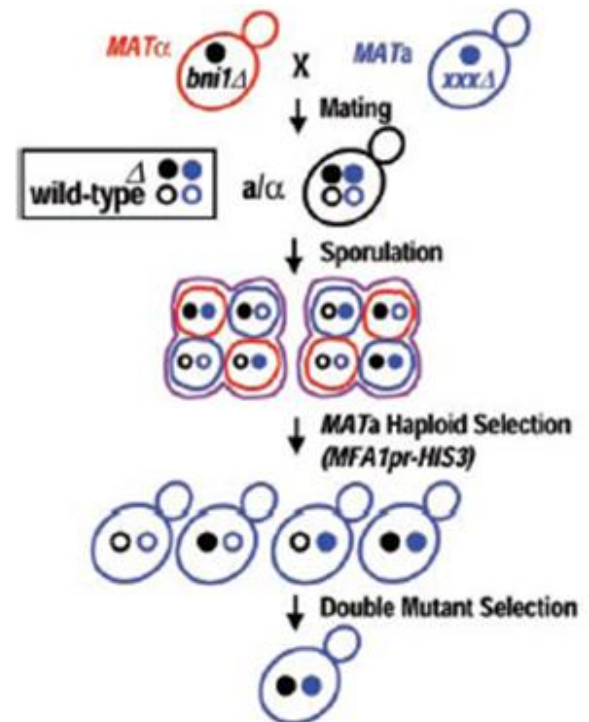 MATα X MATa
bni1Δ xxxΔ
Mating
Δ
wild-type a/α
Sporulation
MATa Haploid Selection
(MFA1pr-HIS3)
Double Mutant Selection